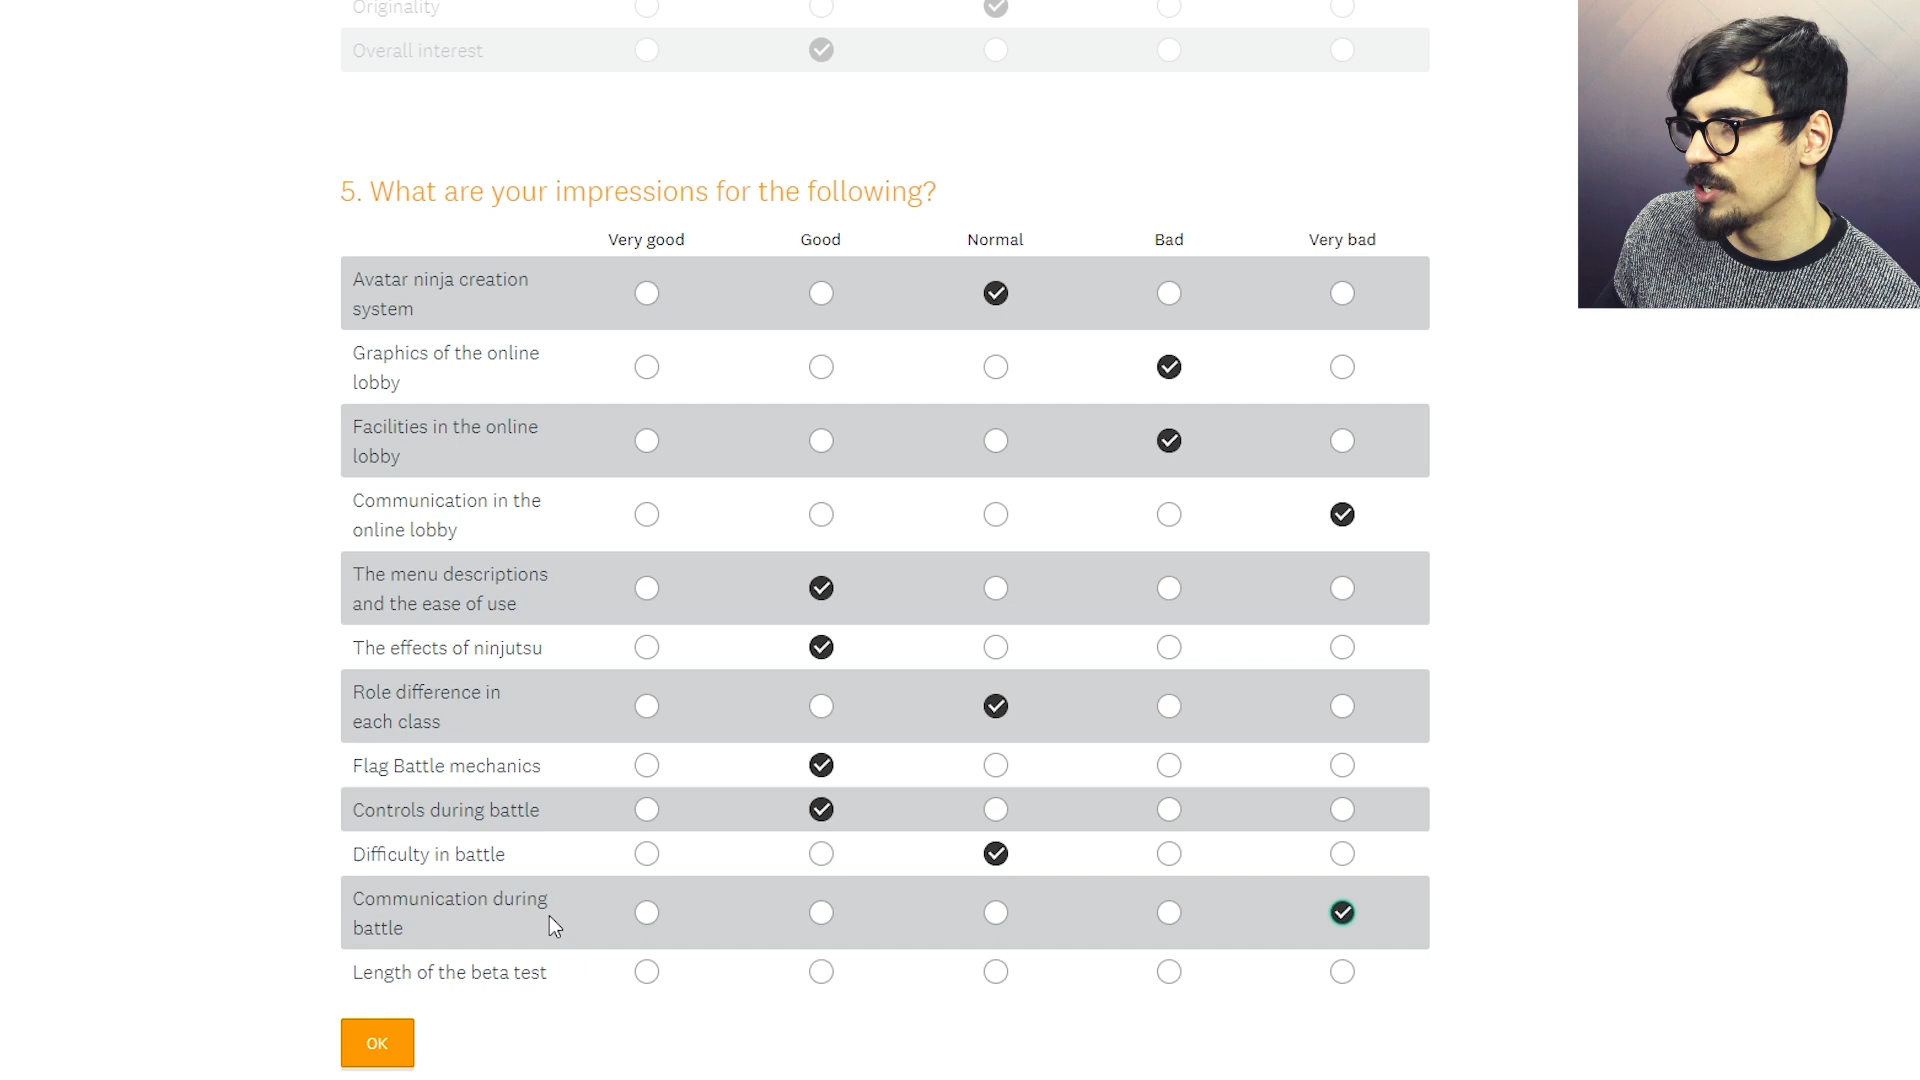 Originality
Overall interest
5. What are your impressions for the following?
Very good Good Normal Bad Very bad
Avatar ninja creation
system
Graphics of the online
lobby
Facilities in the online
lobby
Communication in the
online lobby
The menu descriptions
and the ease of use
The effects of ninjutsu
Role difference in
each class
Flag Battle mechanics
Controls during battle
Difficulty in battle
Communication during
battle
Length of the beta test
OK